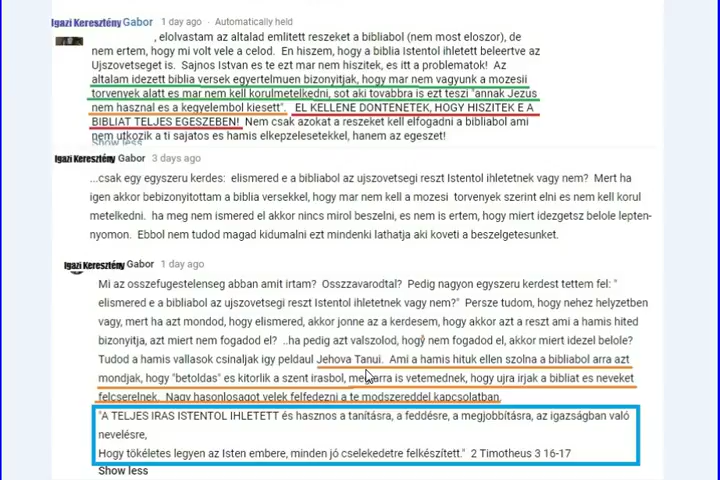 Igazi Keresztény Gabor 1 day ago · Automatically held
, elolvastam az altalad emlitett reszeket a bibliabol (nem most eloszor), de
nem ertem, hogy mi volt vele a celod. En hiszem, hogy a biblia Istentol ihletett beleertve az
Ujszovetseget is. Sajnos Istvan es te ezt mar nem hiszitek, es itt a problematok! Az
altalam idezett biblia versek egyertelmuen bizonyitjak, hogy mar nem vagyunk a mozesii
torvenyek alatt es mar nem kell korulmetelkedni, sot aki tovabbra is ezt teszi "annak Jezus
nem hasznal es a kegyelembol kiesett". EL KELLENE DONTENETEK, HOGY HISZITEK E A
BIBLIAT TELJES EGESZEBEN! Nem csak azokat a reszeket kell elfogadni a bibliabol ami
nem utkozik a ti sajatos es hamis elkepzelesetekkel, hanem az egeszet!
Show less
Igazi Keresztény Gabor 3 days ago
...csak egy egyszeru kerdes: elismered e a bibliabol az ujszovetsegi reszt Istentol ihletetnek vagy nem? Mert ha
igen akkor bebizonyitottam a biblia versekkel, hogy mar nem kell a mozesi torvenyek szerint elni es nem kell korul
metelkedni. ha meg nem ismered el akkor nincs mirol beszelni, es nem is ertem, hogy miert idezgetsz belole lepten-
nyomon. Ebbol nem tudod magad kidumalni ezt mindenki lathatja aki koveti a beszelgetesunket.
Igazi Keresztény Gabor 1 day ago
Mi az osszefugestelenseg abban amit irtam? Osszzavarodtal? Pedig nagyon egyszeru kerdest tettem fel: "
elismered e a bibliabol az ujszovetsegi reszt Istentol ihletetnek vagy nem?" Persze tudom, hogy nehez helyzetben
vagy, mert ha azt mondod, hogy elismered, akkor jonne az a kerdesem, hogy akkor azt a reszt ami a hamis hited
bizonyitja, azt miert nem fogadod el? ..ha pedig azt valszolod, hogy nem fogadod el, akkor miert idezel belole?
Tudod a hamis vallasok csinaljak igy peldaul Jehova Tanui. Ami a hamis hituk ellen szolna a bibliabol arra azt
mondjak, hogy "betoldas" es kitorlik a szent irasbol, meg arra is vetemednek, hogy ujra irjak a bibliat es neveket
felcserelnek. Nagy hasonlosagot velek felfedezni a te modszereddel kapcsolatban.
"A TELJES IRAS ISTENTOL IHLETETT és hasznos a tanításra, a feddésre, a megjobbításra, az igazságban való
nevelésre,
Hogy tökéletes legyen az Isten embere, minden jó cselekedetre felkészített." 2 Timotheus 3 16-17
Show less